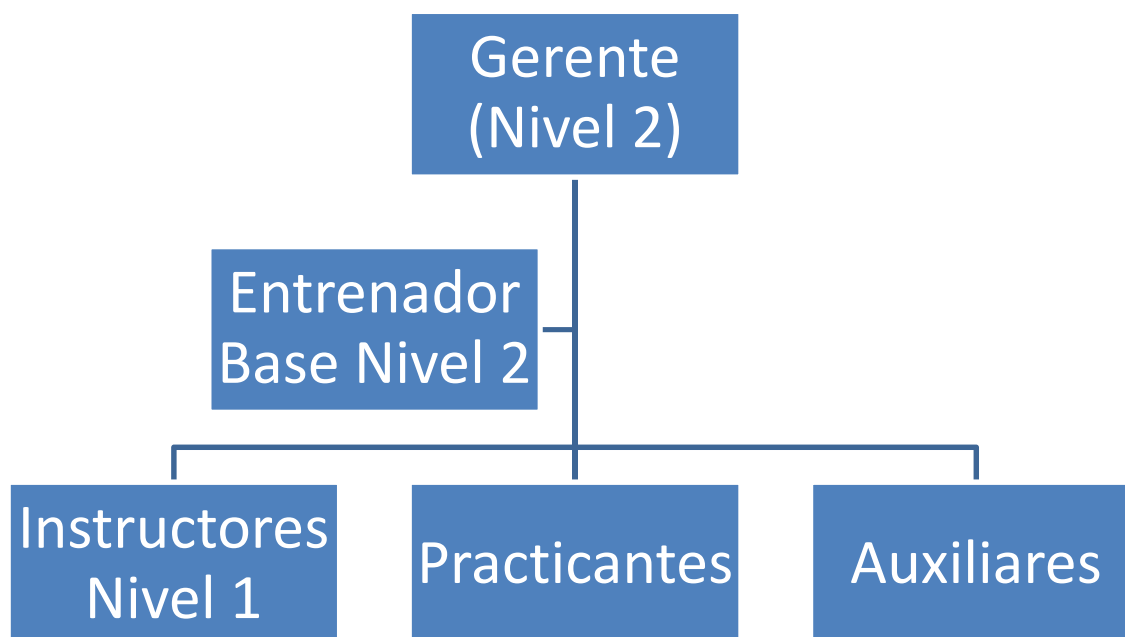 Gerente
(Nivel 2)
Entrenador
Base Nivel 2
Instructores
Nivel 1
Practicantes
Auxiliares